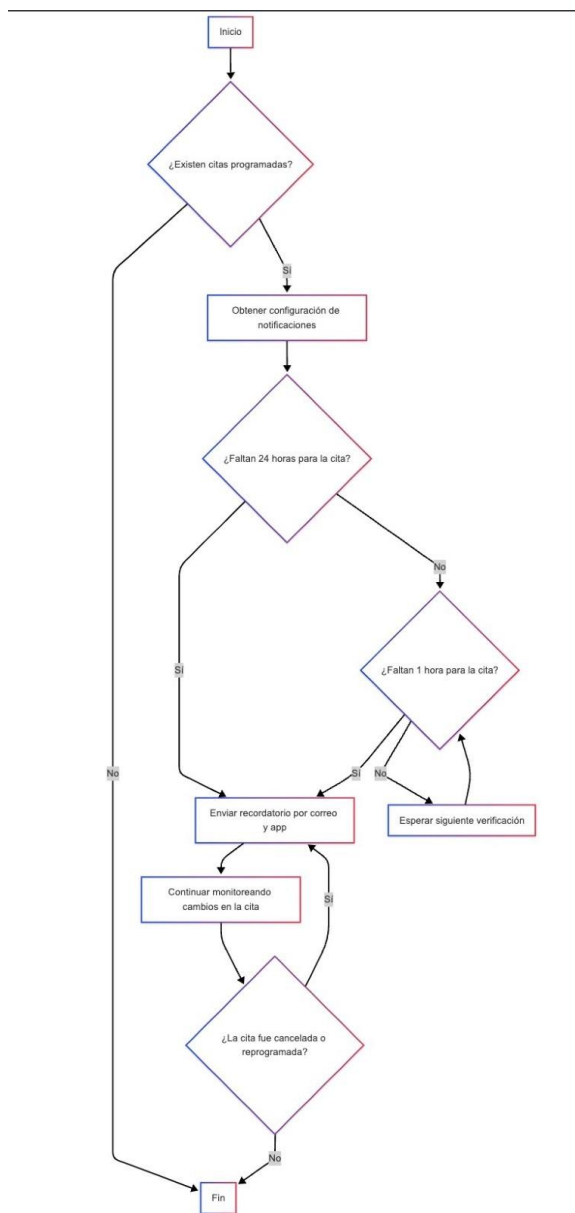 Inicio
¿Existen citas programadas?
Sí
Obtener configuración de
notificaciones
¿Faltan 24 horas para la cita?
No
¿Faltan 1 hora para la cita?
Sí
No
Sí
No
Enviar recordatorio por correo
y app
Esperar siguiente verificación
Continuar monitoreando
cambios en la cita
Sí
¿La cita fue cancelada o
reprogramada?
No
Fin